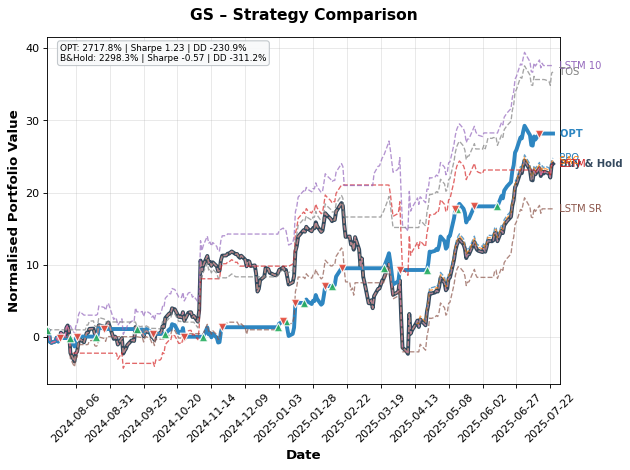 GS – Strategy Comparison
OPT: 2717.8% | Sharpe 1.23 | DD -230.9%
B&Hold: 2298.3% | Sharpe -0.57 | DD -311.2%
Normalised Portfolio Value
40
30
20
10
0
LSTM 10
TOS
OPT
PPO
Buy & Hold
LSTM SR
2024-08-06
2024-08-31
2024-09-25
2024-10-20
2024-11-14
2024-12-09
2025-01-03
2025-01-28
2025-02-22
2025-03-19
2025-04-13
2025-05-08
2025-06-02
2025-06-27
2025-07-22
Date